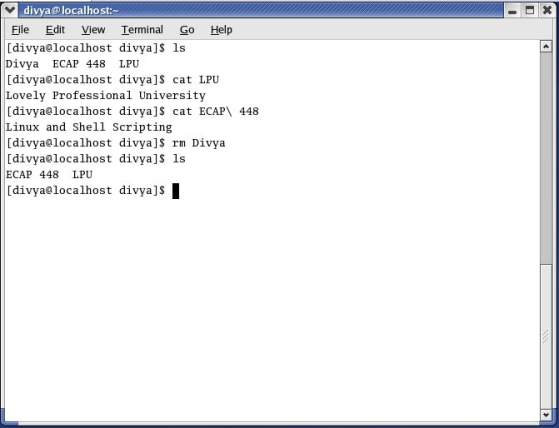 divya@localhost:~
File Edit View Terminal Go Help
[divya@localhost divya]$ ls
Divya  ECAP 448  LPU
[divya@localhost divya]$ cat LPU
Lovely Professional University
[divya@localhost divya]$ cat ECAP\ 448
Linux and Shell Scripting
[divya@localhost divya]$ rm Divya
[divya@localhost divya]$ ls
ECAP 448  LPU
[divya@localhost divya]$